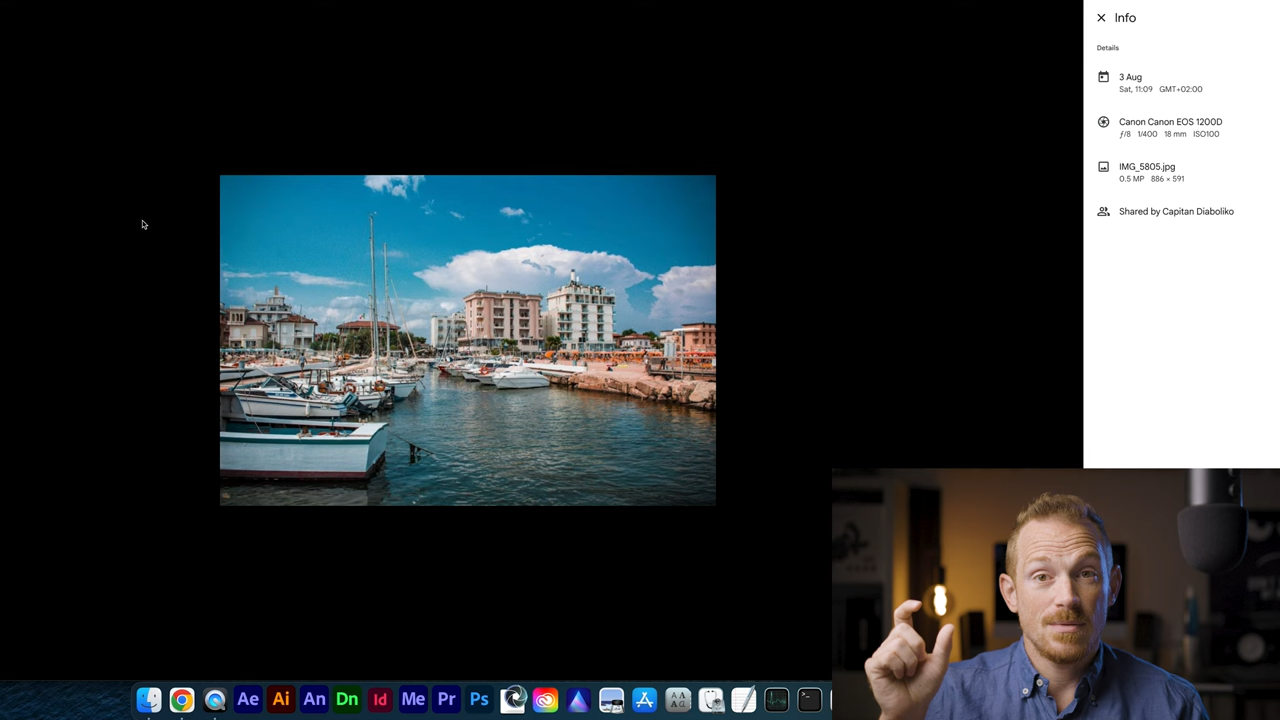 Info
Details
3 Aug
Sat, 11:09 GMT+02:00
Canon Canon EOS 1200D
ƒ/8 1/400 18 mm ISO100
IMG_5805.jpg
0.5 MP 886 × 591
Shared by Capitan Diaboliko
Ae Ai An Dn Id Me Pr Ps